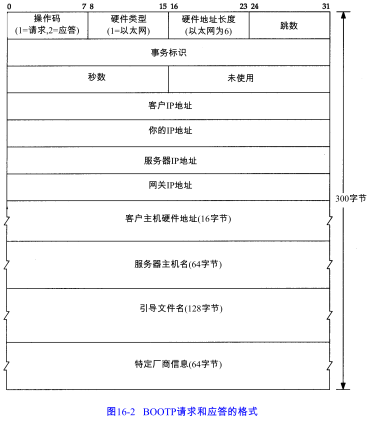 0 7 8 15 16 23 24 31
操作码
(1=请求,2=应答)
硬件类型
(1=以太网)
硬件地址长度
(以太网为6)
跳数
事务标识
秒数
未使用
客户IP地址
你的IP地址
服务器IP地址
网关IP地址
300字节
客户主机硬件地址(16字节)
服务器主机名(64字节)
引导文件名(128字节)
特定厂商信息(64字节)
图16-2 BOOTP请求和应答的格式